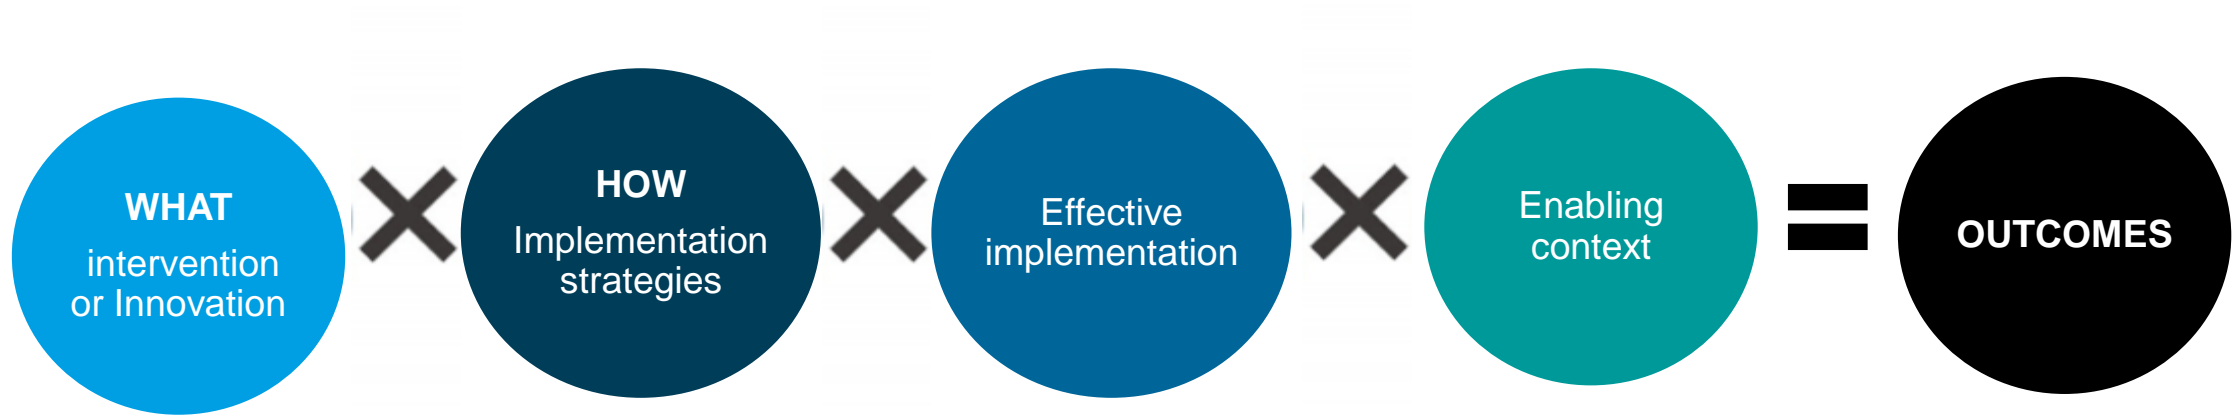 WHAT
intervention
or Innovation
HOW
Implementation
strategies
Effective
implementation
Enabling
context
OUTCOMES